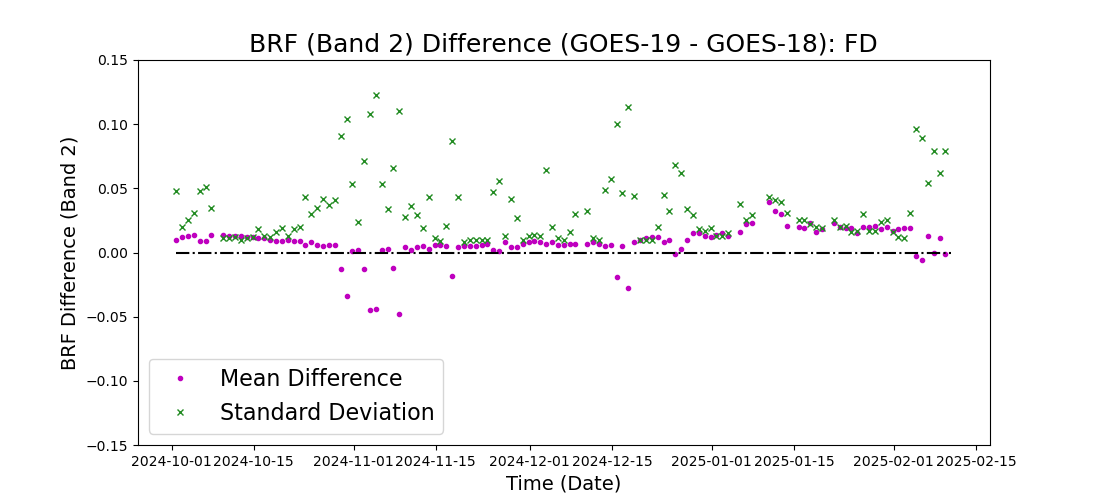 BRF (Band 2) Difference (GOES-19 - GOES-18): FD
BRF Difference (Band 2)
0.15
0.10
0.05
0.00
−0.05
−0.10
−0.15
Mean Difference
Standard Deviation
2024-10-01 2024-10-15 2024-11-01 2024-11-15 2024-12-01 2024-12-15 2025-01-01 2025-01-15 2025-02-01 2025-02-15
Time (Date)